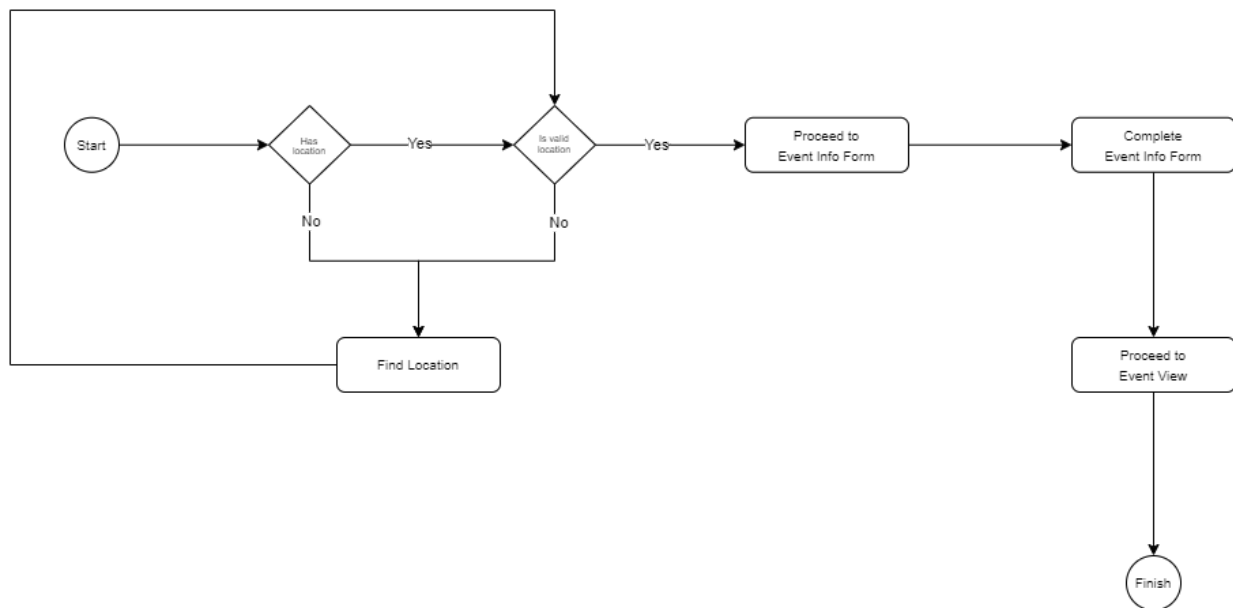 Start
Has
location
Yes
Is valid
location
Yes
Proceed to
Event Info Form
Complete
Event Info Form
No
No
Find Location
Proceed to
Event View
Finish